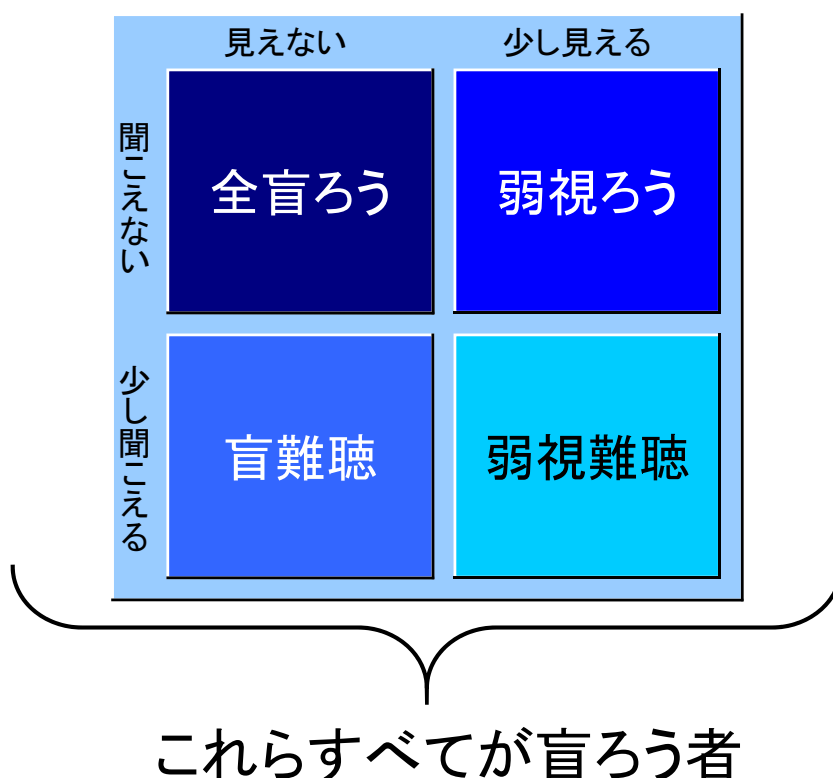 見えない 少し見える
聞こえない
全盲ろう 弱視ろう
少し聞こえる
盲難聴 弱視難聴
これらすべてが盲ろう者